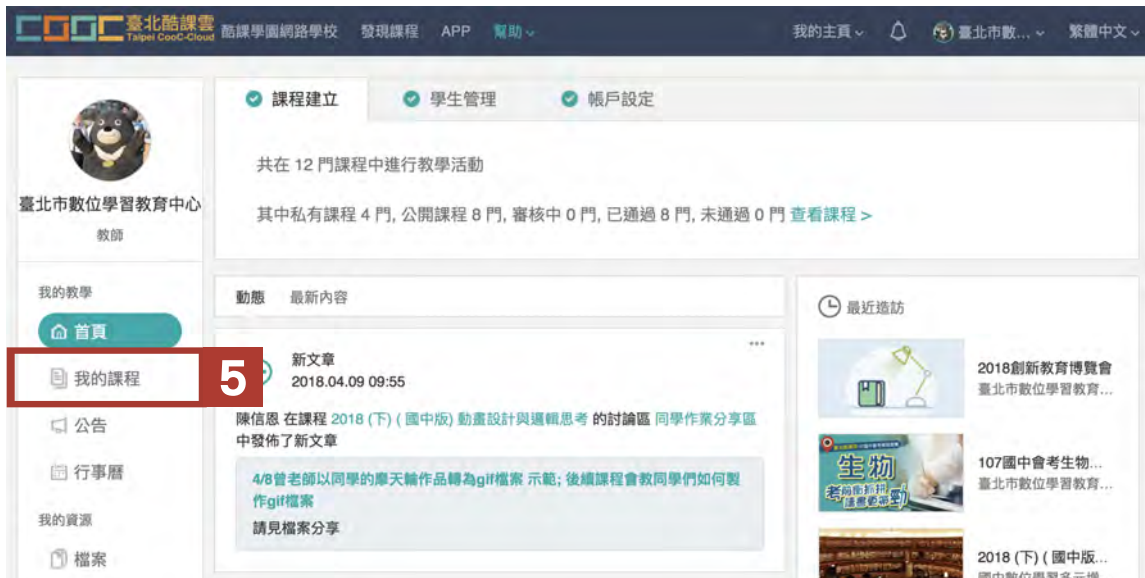 COOC 臺北酷課雲
Taipei CooC-Cloud
酷課學園網路學校 發現課程 APP 幫助
我的主頁 臺北市數... 繁體中文
臺北市數位學習教育中心
教師
我的教學
首頁
我的課程
5
公告
行事曆
我的資源
檔案
課程建立 學生管理 帳戶設定
共在 12 門課程中進行教學活動
其中私有課程 4 門, 公開課程 8 門, 審核中 0 門, 已通過 8 門, 未通過 0 門 查看課程 >
動態 最新內容
新文章
2018.04.09 09:55
陳信恩 在課程 2018 (下) ( 國中版) 動畫設計與邏輯思考 的討論區 同學作業分享區
中發佈了新文章
4/8曾老師以同學的摩天輪作品轉為gif檔案 示範; 後續課程會教同學們如何製
作gif檔案
請見檔案分享
最近造訪
2018創新教育博覽會
臺北市數位學習教育...
生物
107國中會考生物...
臺北市數位學習教育...
2018 (下) ( 國中版...